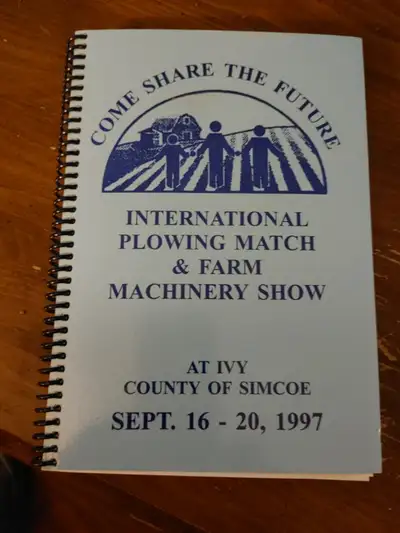 COME SHARE THE FUTURE
INTERNATIONAL
PLOWING MATCH
& FARM
MACHINERY SHOW
AT IVY
COUNTY OF SIMCOE
SEPT. 16 - 20, 1997